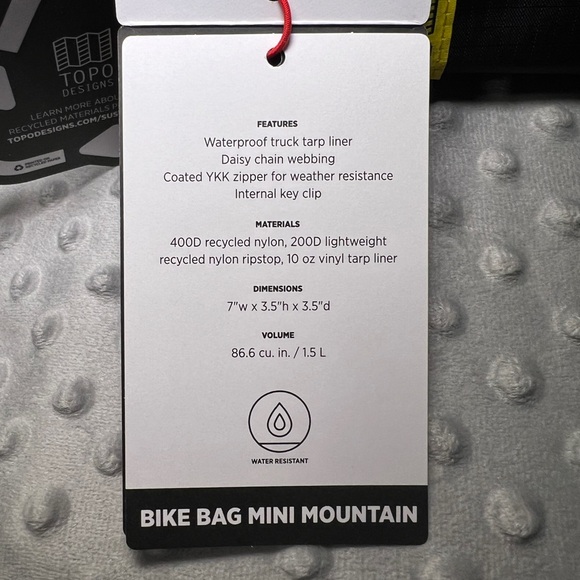 TOPO
DESIGNS
LEARN MORE ABOU
RECYCLED MATERIALS
TOPODESIGNS.COM/SUS
FEATURES
Waterproof truck tarp liner
Daisy chain webbing
Coated YKK zipper for weather resistance
Internal key clip
MATERIALS
400D recycled nylon, 200D lightweight
recycled nylon ripstop, 10 oz vinyl tarp liner
DIMENSIONS
7"w x 3.5"h x 3.5"d
VOLUME
86.6 cu. in. / 1.5 L
WATER RESISTANT
BIKE BAG MINI MOUNTAIN